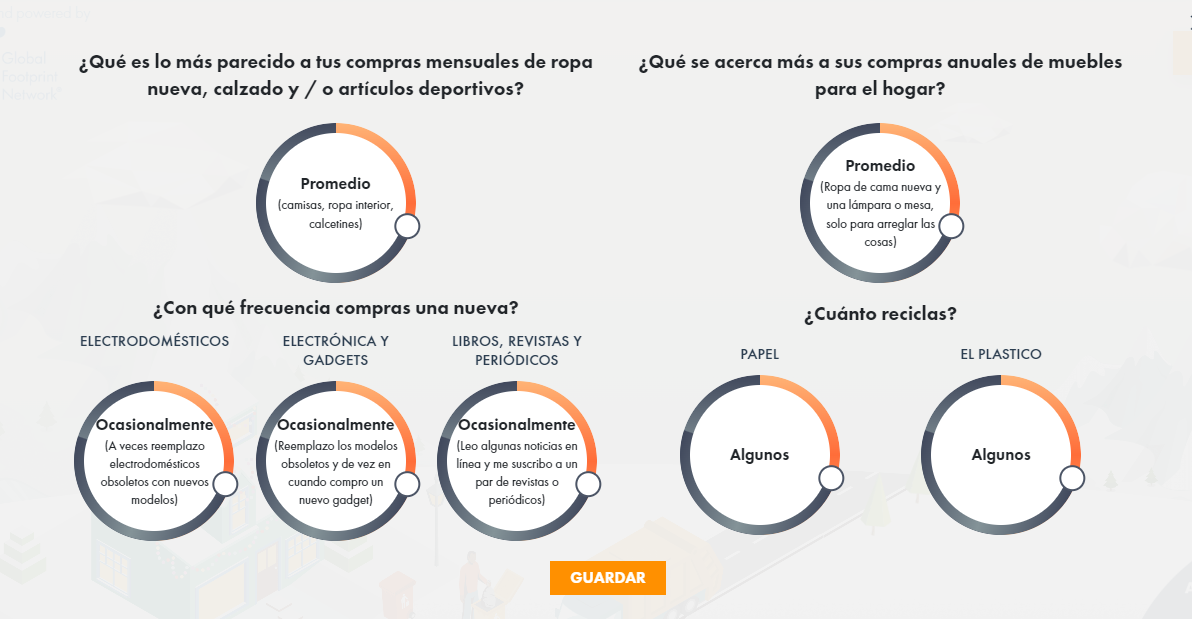 d powered by
Global
Footprint
Network
¿Qué es lo más parecido a tus compras mensuales de ropa
nueva, calzado y / o artículos deportivos?
Promedio
(camisas, ropa interior,
calcetines)
¿Qué se acerca más a sus compras anuales de muebles
para el hogar?
Promedio
(Ropa de cama nueva y
una lámpara o mesa,
solo para arreglar las
cosas)
¿Con qué frecuencia compras una nueva?
ELECTRODOMÉSTICOS
Ocasionalmente
(A veces reemplazo
electrodomésticos
obsoletos con nuevos
modelos)
ELECTRÓNICA Y
GADGETS
Ocasionalmente
(Reemplazo los modelos
obsoletos y de vez en
cuando compro un
nuevo gadget)
LIBROS, REVISTAS Y
PERIÓDICOS
Ocasionalmente
(Leo algunas noticias en
línea y me suscribo a un
par de revistas o
periódicos)
¿Cuánto reciclas?
PAPEL
Algunos
EL PLASTICO
Algunos
GUARDAR